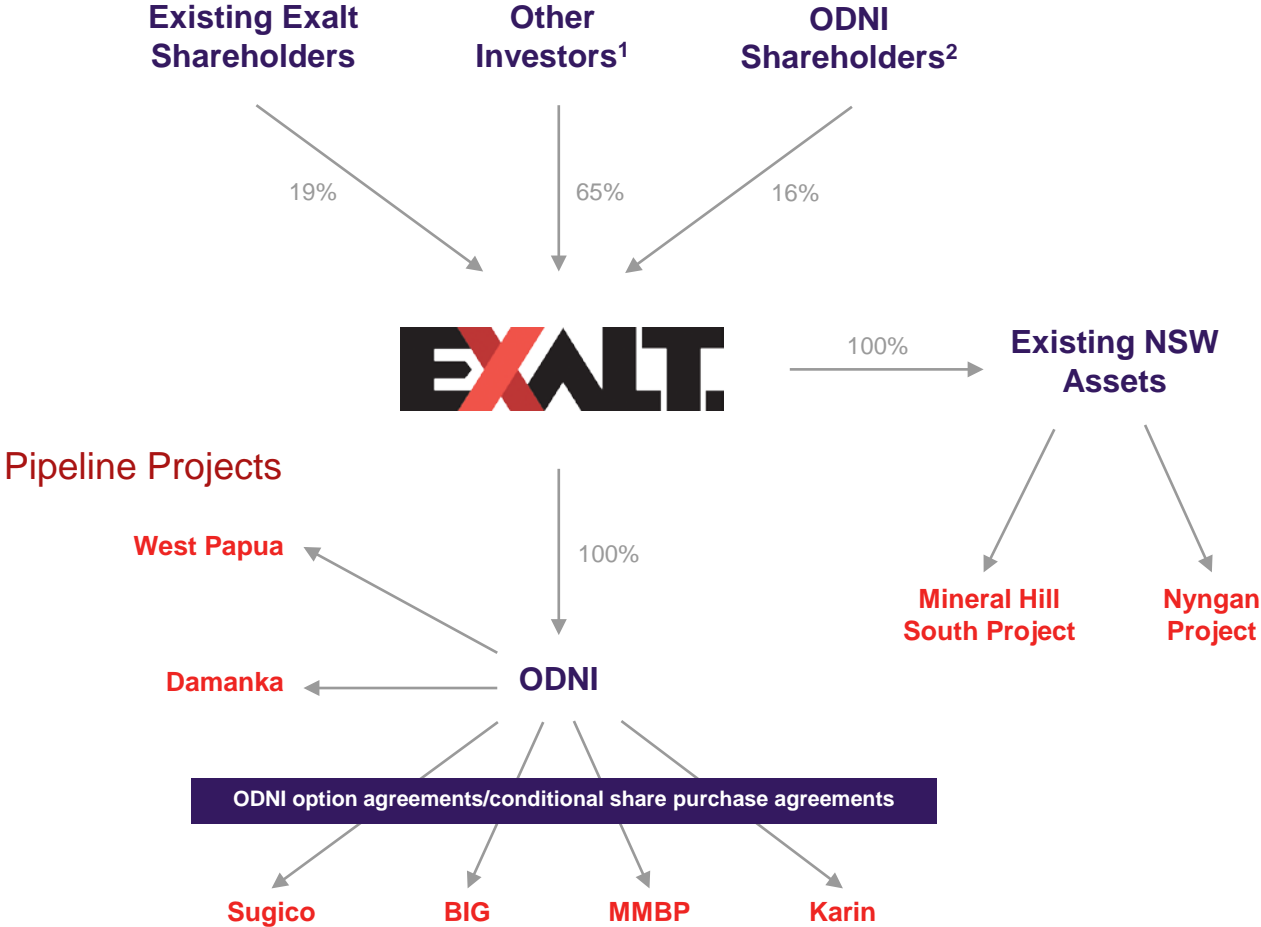 Existing Exalt
Shareholders
Other
Investors¹
ODNI
Shareholders²
19%
65%
16%
EXALT.
100%
Existing NSW
Assets
Pipeline Projects
West Papua
100%
Mineral Hill
South Project
Nyngan
Project
Damanka
ODNI
ODNI option agreements/conditional share purchase agreements
Sugico
BIG
MMBP
Karin